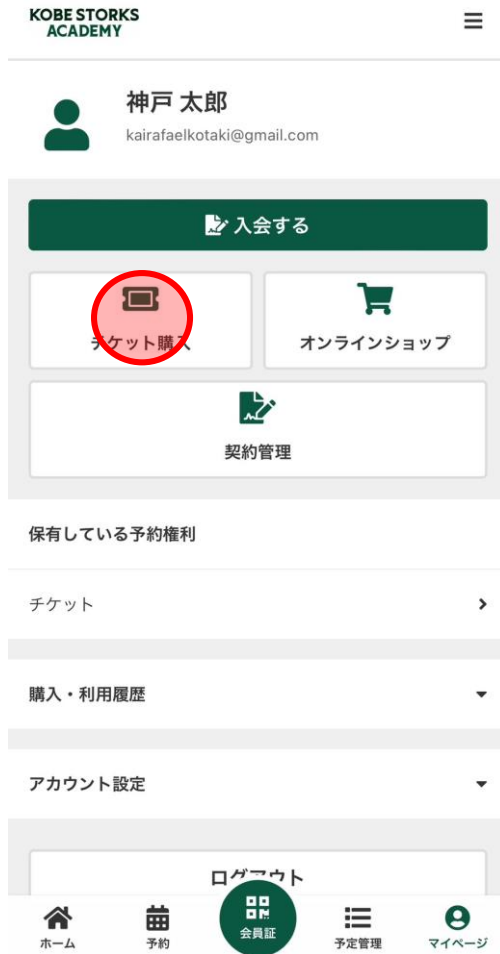 KOBE STORKS
ACADEMY
神戸 太郎
kairafaelkotaki@gmail.com
入会する
チケット購入
オンラインショップ
契約管理
保有している予約権利
チケット
購入・利用履歴
アカウント設定
ログアウト
ホーム
予約
会員証
予定管理
マイページ